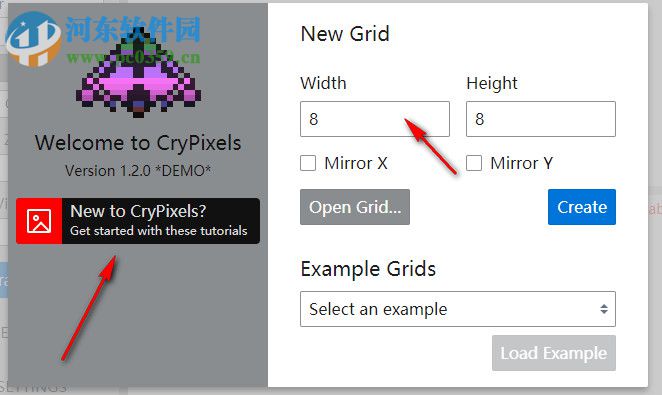 河东软件园
www.pc0359.cn
Welcome to CryPixels
Version 1.2.0 *DEMO*
New to CryPixels?
Get started with these tutorials
New Grid
Width
Height
8
8
Mirror X
Mirror Y
Open Grid...
Create
Example Grids
Select an example
Load Example
SETTINGS